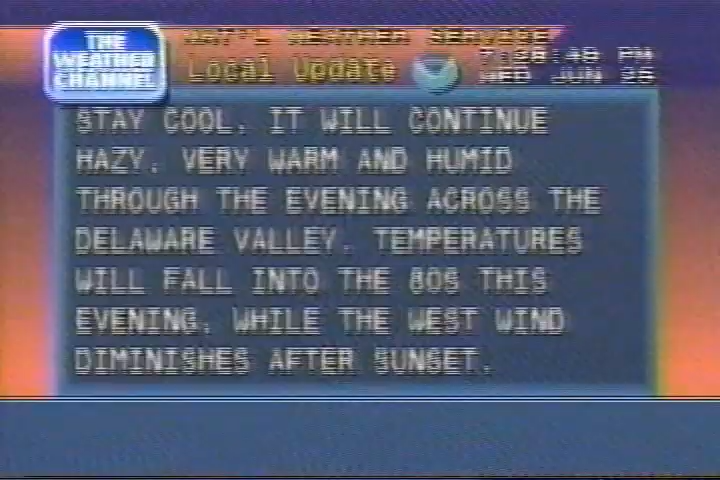 THE
WEATHER
CHANNEL
NAT'L WEATHER SERVICE
Local Update
7:28:48 PM
WED JUN 25
STAY COOL. IT WILL CONTINUE
HAZY, VERY WARM AND HUMID
THROUGH THE EVENING ACROSS THE
DELAWARE VALLEY. TEMPERATURES
WILL FALL INTO THE 80S THIS
EVENING, WHILE THE WEST WIND
DIMINISHES AFTER SUNSET.